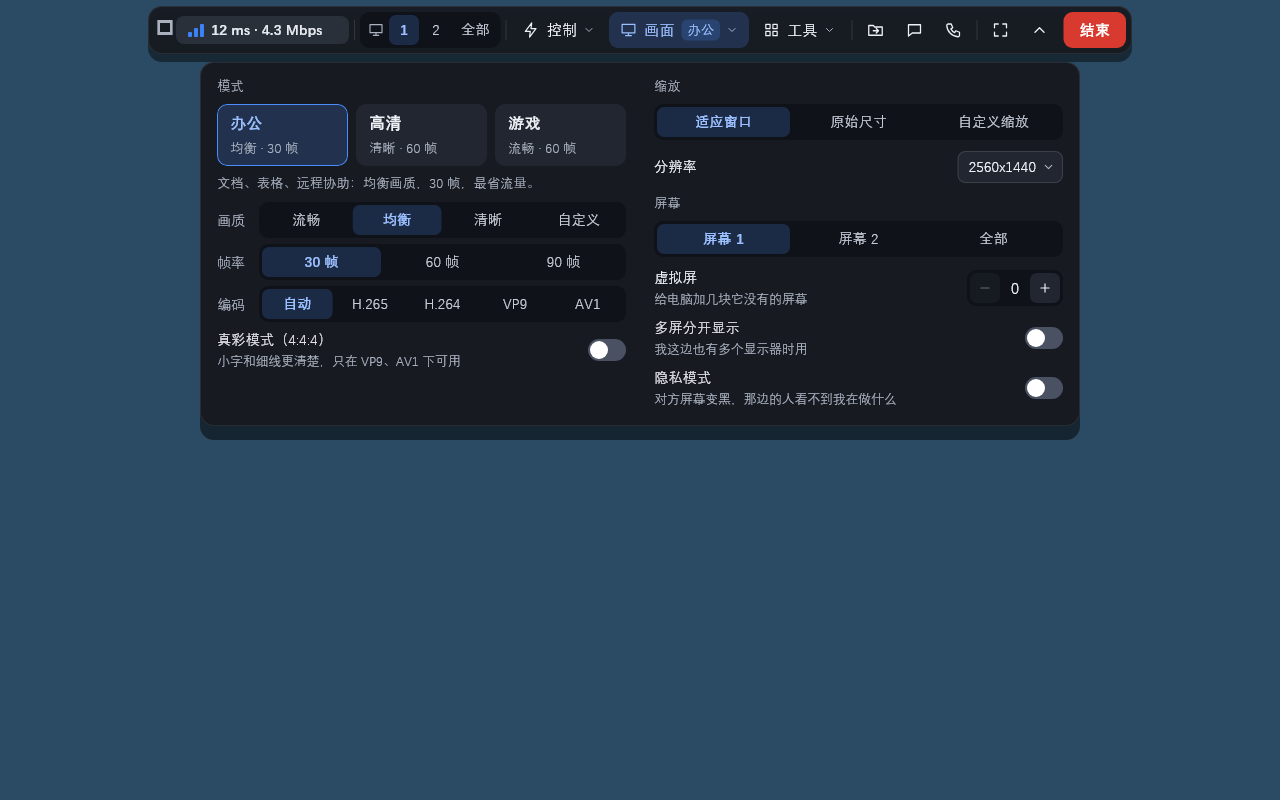 12 ms · 4.3 Mbps 1 2 全部 控制 画面 办公 工具 结束
模式
办公 高清 游戏
均衡 · 30 帧 清晰 · 60 帧 流畅 · 60 帧
文档、表格、远程协助：均衡画质，30 帧，最省流量。
画质 流畅 均衡 清晰 自定义
帧率 30 帧 60 帧 90 帧
编码 自动 H.265 H.264 VP9 AV1
真彩模式（4:4:4）
小字和细线更清楚，只在 VP9、AV1 下可用
缩放
适应窗口 原始尺寸 自定义缩放
分辨率 2560x1440
屏幕
屏幕 1 屏幕 2 全部
虚拟屏
给电脑加几块它没有的屏幕
− 0 +
多屏分开显示
我这边也有多个显示器时用
隐私模式
对方屏幕变黑，那边的人看不到我在做什么